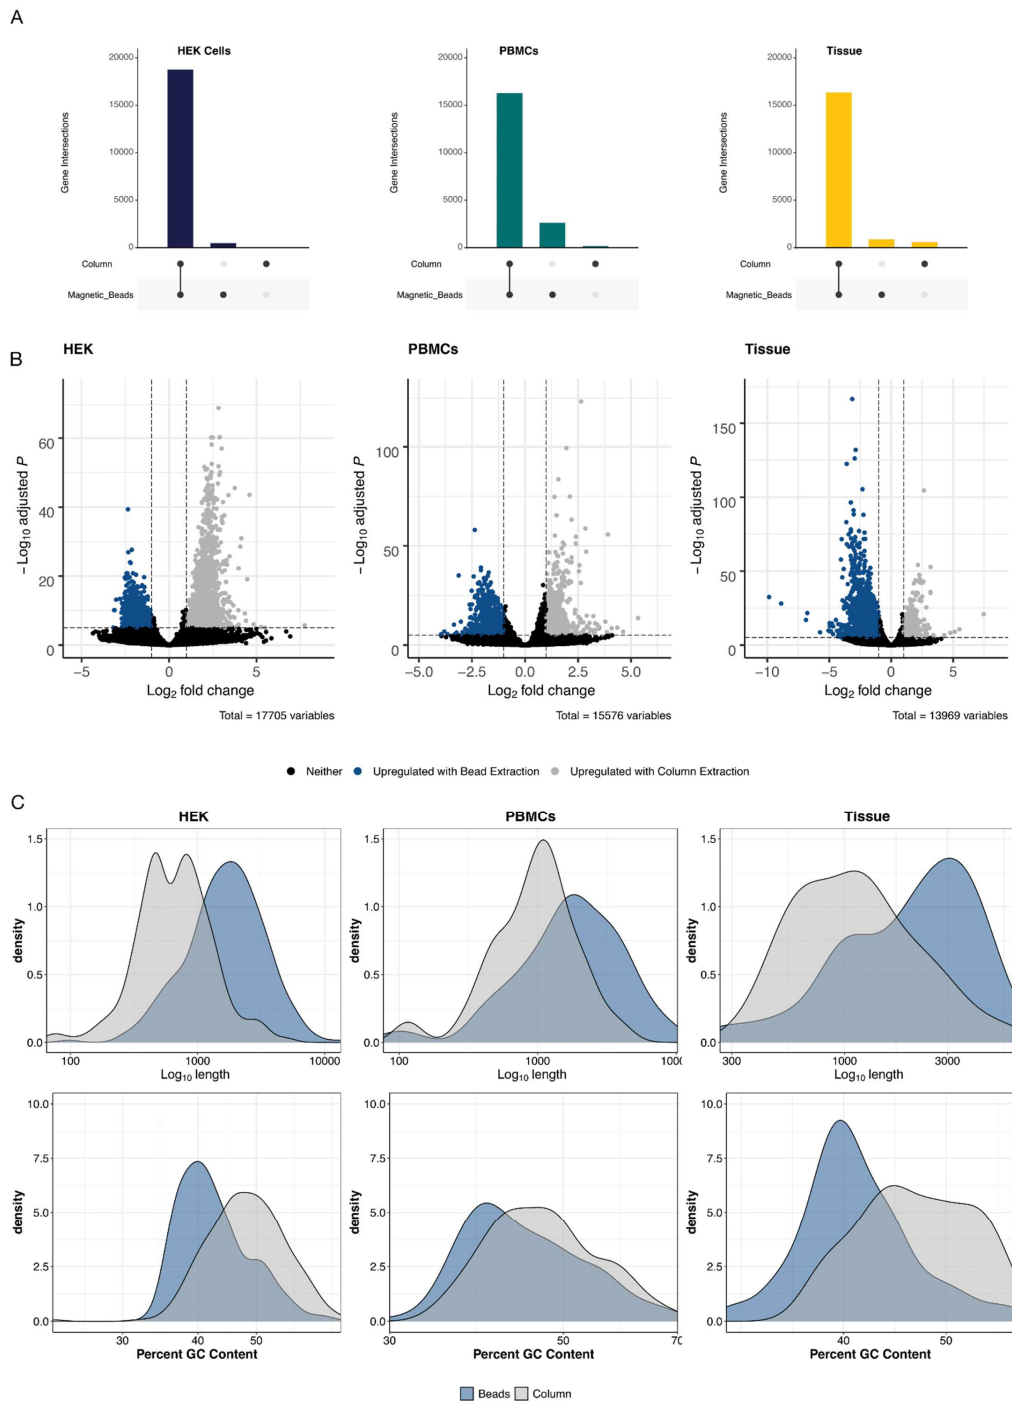 A
HEK Cells
PBMCs
Tissue
20000
15000
10000
5000
0
Gene Intersections
Column
Magnetic_Beads
20000
15000
10000
5000
0
Gene Intersections
Column
Magnetic_Beads
20000
15000
10000
5000
0
Gene Intersections
Column
Magnetic_Beads
B
HEK
PBMCs
Tissue
60
40
20
0
− Log10 adjusted P
−5
0
5
Log2 fold change
Total = 17705 variables
100
50
0
− Log10 adjusted P
−5.0
−2.5
0.0
2.5
5.0
Log2 fold change
Total = 15576 variables
150
100
50
0
− Log10 adjusted P
−10
−5
0
5
Log2 fold change
Total = 13969 variables
Neither
Upregulated with Bead Extraction
Upregulated with Column Extraction
C
HEK
PBMCs
Tissue
1.5
1.0
0.5
0.0
density
100
1000
10000
Log10 length
1.5
1.0
0.5
0.0
density
100
1000
1000
Log10 length
1.5
1.0
0.5
0.0
density
300
1000
3000
Log10 length
10.0
7.5
5.0
2.5
0.0
density
30
40
50
Percent GC Content
10.0
7.5
5.0
2.5
0.0
density
30
50
70
Percent GC Content
10.0
7.5
5.0
2.5
0.0
density
40
50
Percent GC Content
Beads
Column